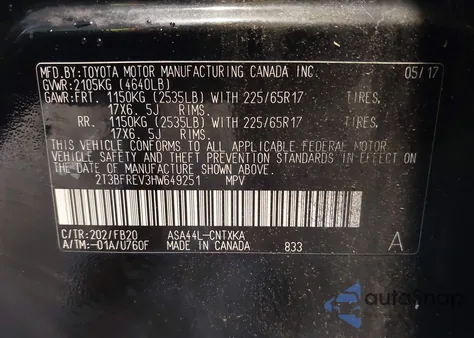 MFD.BY:TOYOTA MOTOR MANUFACTURING CANADA INC. 05/17
GVWR:2105KG (4640LB)
GAWR:FRT. 1150KG (2535LB) WITH 225/65R17 TIRES,
17X6. 5J RIMS.
RR. 1150KG (2535LB) WITH 225/65R17 TIRES,
17X6. 5J RIMS.
THIS VEHICLE CONFORMS TO ALL APPLICABLE FEDERAL MOTOR
VEHICLE SAFETY AND THEFT PREVENTION STANDARDS IN EFFECT
ON THE DATE OF MANUFACTURE SHOWN ABOVE.
2T3BFREV3HW649251 MPV
C/TR:202/FB20 ASA44L-CNTXKA
A/TM:-01A/U760F MADE IN CANADA 833 A
autosnap